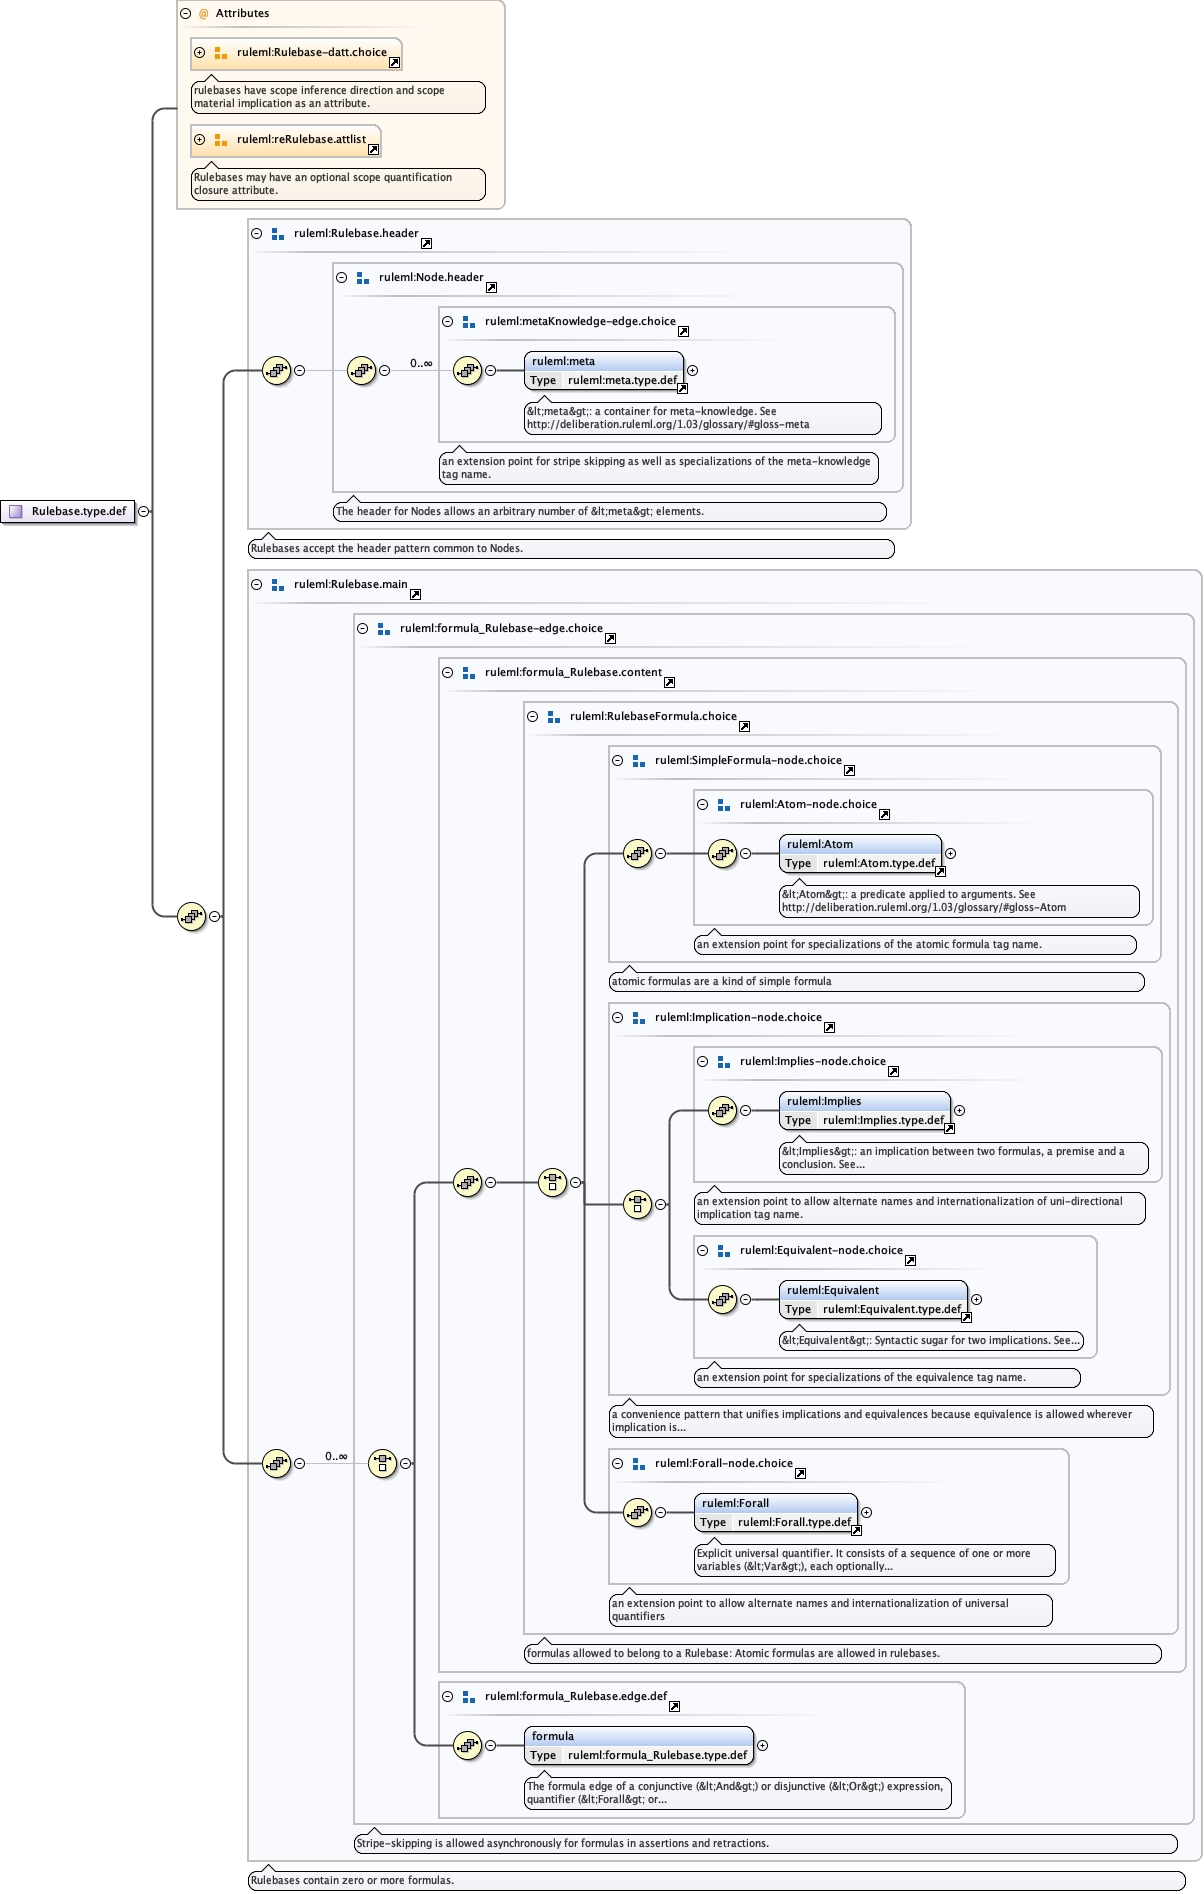 @ Attributes
ruleml:Rulebase-datt.choice
rulebases have scope inference direction and scope
material implication as an attribute.
ruleml:reRulebase.attlist
Rulebases may have an optional scope quantification
closure attribute.
ruleml:Rulebase.header
ruleml:Node.header
ruleml:metaKnowledge-edge.choice
0..∞
ruleml:meta
Type ruleml:meta.type.def
&lt;meta&gt;: a container for meta-knowledge. See
http://deliberation.ruleml.org/1.03/glossary/#gloss-meta
an extension point for stripe skipping as well as specializations of the meta-knowledge
tag name.
The header for Nodes allows an arbitrary number of &lt;meta&gt; elements.
Rulebase.type.def
Rulebases accept the header pattern common to Nodes.
ruleml:Rulebase.main
ruleml:formula_Rulebase-edge.choice
ruleml:formula_Rulebase.content
ruleml:RulebaseFormula.choice
ruleml:SimpleFormula-node.choice
ruleml:Atom-node.choice
ruleml:Atom
Type ruleml:Atom.type.def
&lt;Atom&gt;: a predicate applied to arguments. See
http://deliberation.ruleml.org/1.03/glossary/#gloss-Atom
an extension point for specializations of the atomic formula tag name.
atomic formulas are a kind of simple formula
ruleml:Implication-node.choice
ruleml:Implies-node.choice
ruleml:Implies
Type ruleml:Implies.type.def
&lt;Implies&gt;: an implication between two formulas, a premise and a
conclusion. See...
an extension point to allow alternate names and internationalization of uni-directional
implication tag name.
ruleml:Equivalent-node.choice
ruleml:Equivalent
Type ruleml:Equivalent.type.def
&lt;Equivalent&gt;: Syntactic sugar for two implications. See...
an extension point for specializations of the equivalence tag name.
a convenience pattern that unifies implications and equivalences because equivalence is allowed wherever
implication is...
0..∞
ruleml:Forall-node.choice
ruleml:Forall
Type ruleml:Forall.type.def
Explicit universal quantifier. It consists of a sequence of one or more
variables (&lt;Var&gt;), each optionally...
an extension point to allow alternate names and internationalization of universal
quantifiers
formulas allowed to belong to a Rulebase: Atomic formulas are allowed in rulebases.
ruleml:formula_Rulebase.edge.def
formula
Type ruleml:formula_Rulebase.type.def
The formula edge of a conjunctive (&lt;And&gt;) or disjunctive (&lt;Or&gt;) expression,
quantifier (&lt;Forall&gt; or...
Stripe-skipping is allowed asynchronously for formulas in assertions and retractions.
Rulebases contain zero or more formulas.